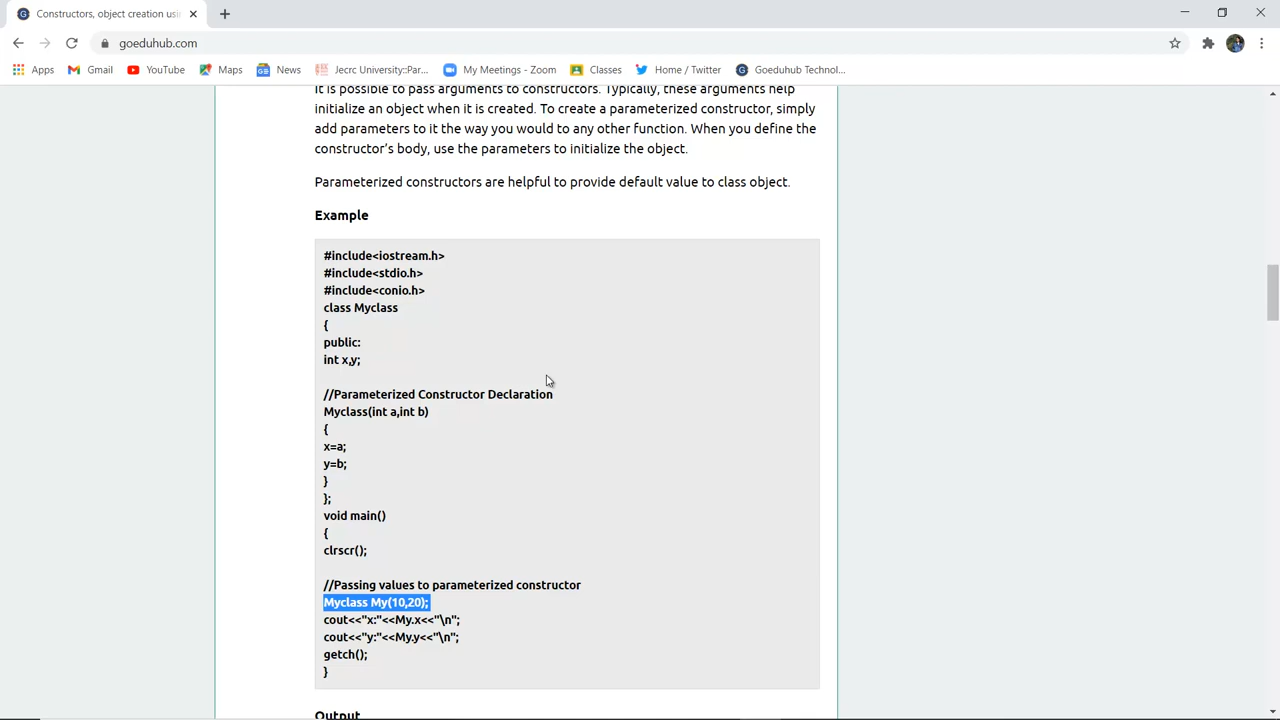 Constructors, object creation usi
goeduhub.com
Apps
Gmail
YouTube
Maps
News
Jecrc University::Par...
My Meetings - Zoom
Classes
Home / Twitter
Goeduhub Technol...
It is possible to pass arguments to constructors. Typically, these arguments help
initialize an object when it is created. To create a parameterized constructor, simply
add parameters to it the way you would to any other function. When you define the
constructor’s body, use the parameters to initialize the object.
Parameterized constructors are helpful to provide default value to class object.
Example
#include<iostream.h>
#include<stdio.h>
#include<conio.h>
class Myclass
{
public:
int x,y;
//Parameterized Constructor Declaration
Myclass(int a,int b)
{
x=a;
y=b;
}
};
void main()
{
clrscr();
//Passing values to parameterized constructor
Myclass My(10,20);
cout<<"x:"<<My.x<<"\n";
cout<<"y:"<<My.y<<"\n";
getch();
}
Output